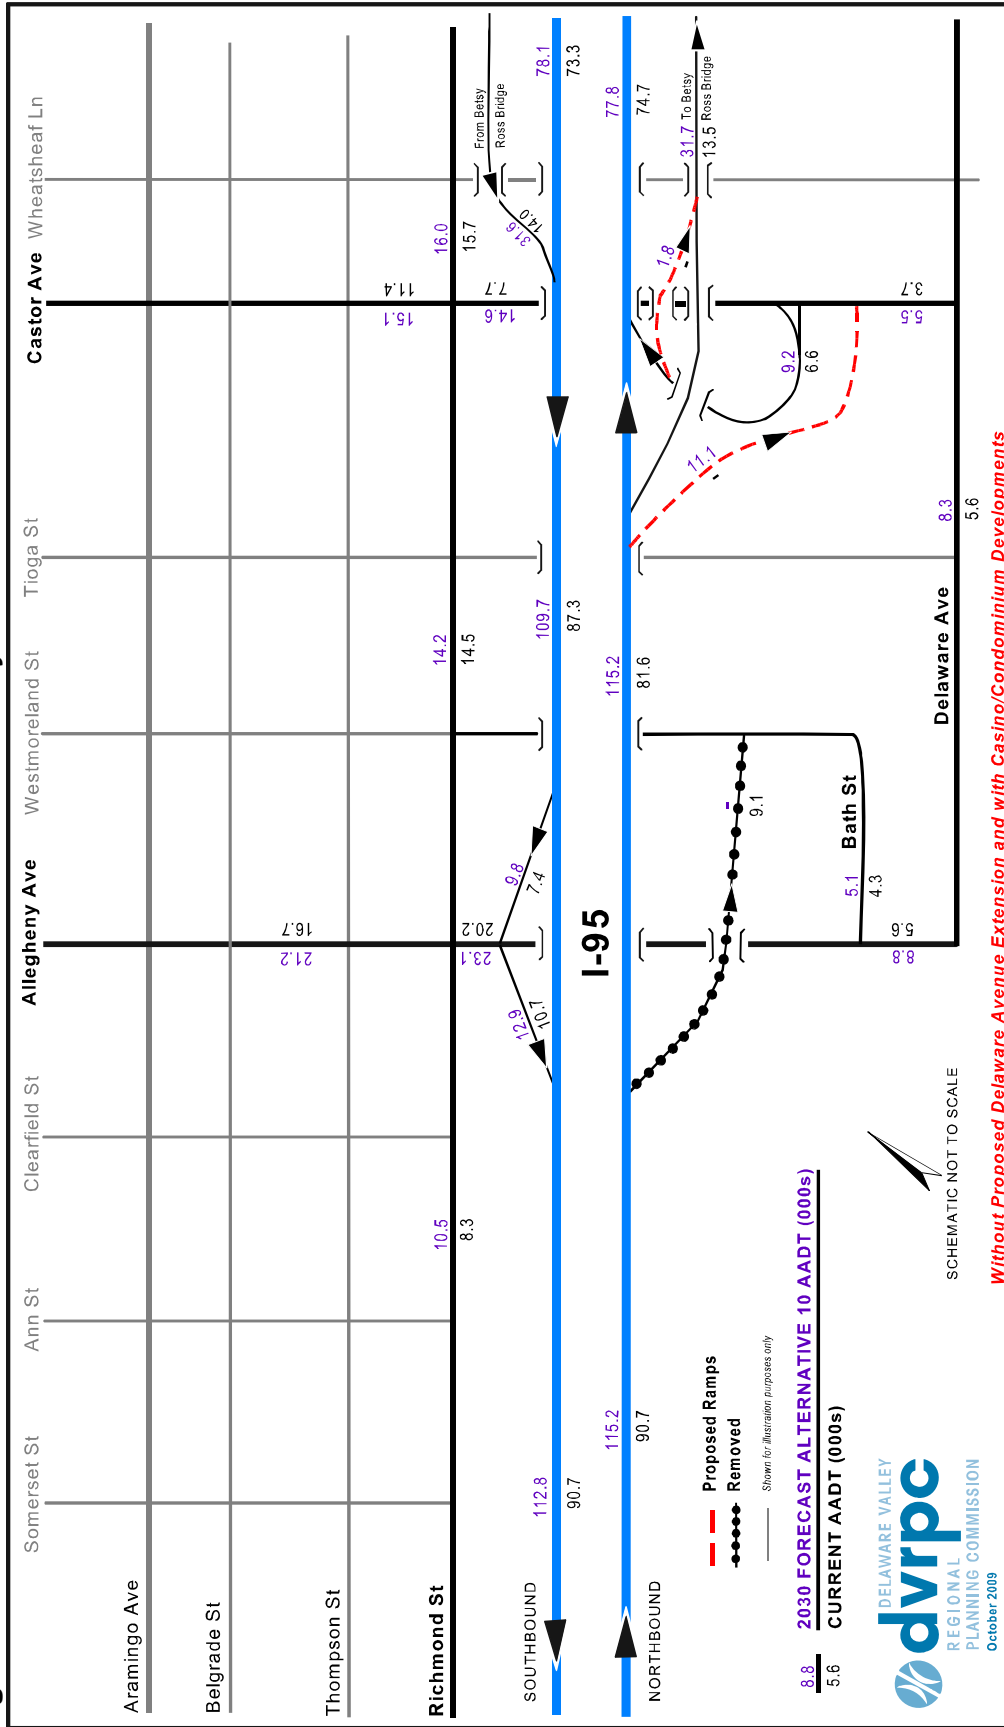 Aramingo Ave
Belgrade St
Thompson St
Richmond St
Somerset St
Ann St
Clearfield St
Allegheny Ave
Westmoreland St
Tioga St
Castor Ave
Wheatsheaf Ln
21.2
16.7
15.1
11.4
10.5
8.3
23.1
20.2
14.2
14.5
14.6
7.7
16.0
15.7
12.9
10.7
9.8
7.4
31.6
14.0
From Betsy
Ross Bridge
SOUTHBOUND
112.8
90.7
109.7
87.3
78.1
73.3
I-95
NORTHBOUND
115.2
90.7
115.2
81.6
77.8
74.7
31.7 To Betsy
13.5 Ross Bridge
1.8
11.1
9.2
6.6
-
9.1
Bath St
5.1
4.3
8.8
5.6
5.5
3.7
Delaware Ave
8.3
5.6
Proposed Ramps
Removed
Shown for illustration purposes only
8.8 2030 FORECAST ALTERNATIVE 10 AADT (000s)
5.6 CURRENT AADT (000s)
SCHEMATIC NOT TO SCALE
DELAWARE VALLEY
dvrpc
REGIONAL
PLANNING COMMISSION
October 2009
Without Proposed Delaware Avenue Extension and with Casino/Condominium Developments